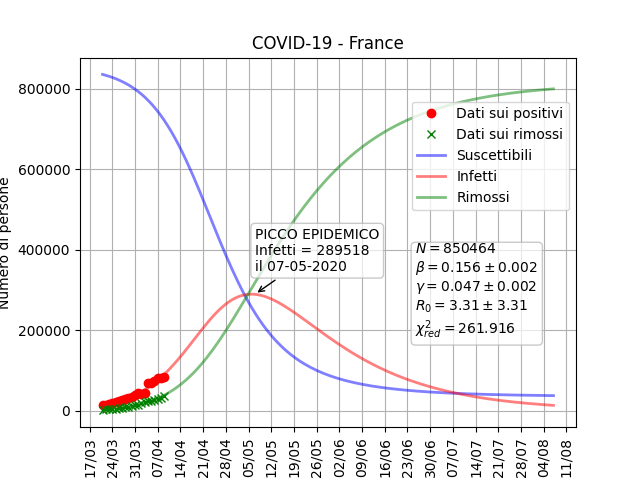 COVID-19 - France
Numero di persone
800000
600000
400000
200000
0
Dati sui positivi
Dati sui rimossi
Suscettibili
Infetti
Rimossi
PICCO EPIDEMICO
Infetti = 289518
il 07-05-2020
N = 850464
β = 0.156 ± 0.002
γ = 0.047 ± 0.002
R₀ = 3.31 ± 3.31
χ²_red = 261.916
17/03
24/03
31/03
07/04
14/04
21/04
28/04
05/05
12/05
19/05
26/05
02/06
09/06
16/06
23/06
30/06
07/07
14/07
21/07
28/07
04/08
11/08